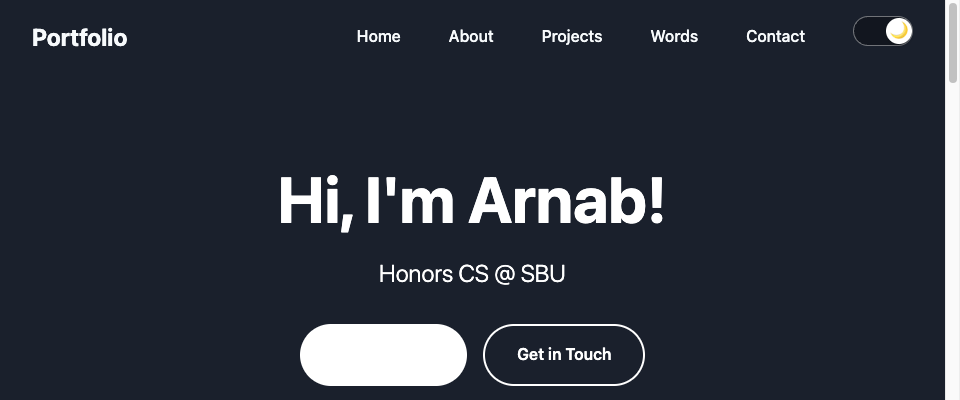 Portfolio
Home About Projects Words Contact
Hi, I'm Arnab!
Honors CS @ SBU
Get in Touch